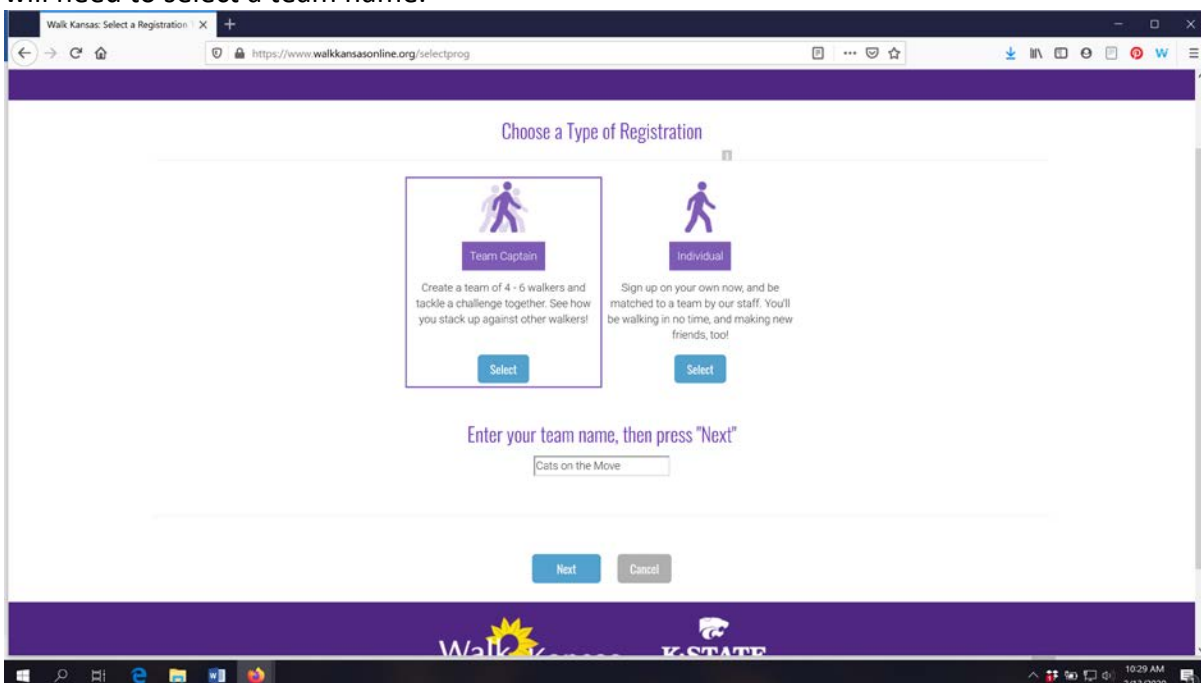 will need to select a team name.
Walk Kansas: Select a Registration
https://www.walkkansasonline.org/selectprog
Choose a Type of Registration
Team Captain
Create a team of 4 - 6 walkers and
tackle a challenge together. See how
you stack up against other walkers!
Select
Individual
Sign up on your own now, and be
matched to a team by our staff. You'll
be walking in no time, and making new
friends, too!
Select
Enter your team name, then press "Next"
Cats on the Move
Next
Cancel
Walk Kansas
K-STATE
10:29 AM